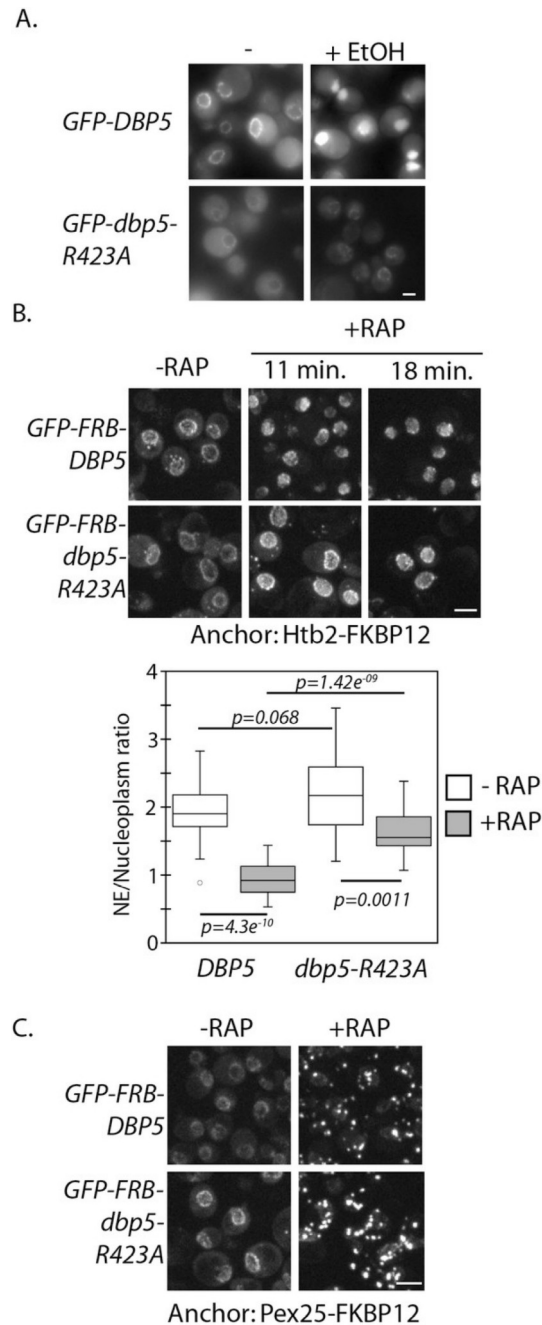 A.
- + EtOH
GFP-DBP5
GFP-dbp5-
R423A
B.
+RAP
-RAP 11 min. 18 min.
GFP-FRB-
DBP5
GFP-FRB-
dbp5-
R423A
Anchor: Htb2-FKBP12
4
p=1.42e-09
3
p=0.068
NE/Nucleoplasm ratio
- RAP
2
+RAP
1
p=0.0011
p=4.3e-10
0
DBP5 dbp5-R423A
C.
-RAP +RAP
GFP-FRB-
DBP5
GFP-FRB-
dbp5-
R423A
Anchor: Pex25-FKBP12